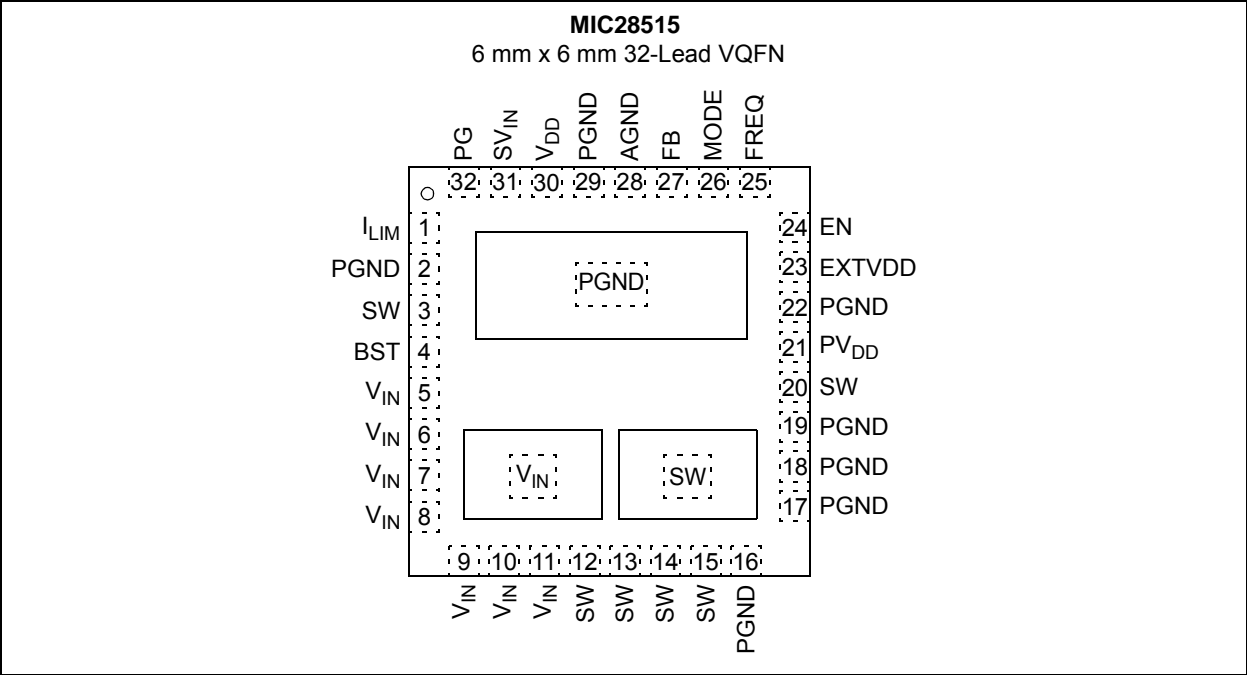 MIC28515
6 mm x 6 mm 32-Lead VQFN
PG SVIN VDD PGND AGND FB MODE FREQ
32 31 30 29 28 27 26 25
ILIM 1
PGND 2
SW 3
BST 4
VIN 5
VIN 6
VIN 7
VIN 8
PGND
VIN
SW
24 EN
23 EXTVDD
22 PGND
21 PVDD
20 SW
19 PGND
18 PGND
17 PGND
9 10 11 12 13 14 15 16
VIN VIN VIN SW SW SW SW PGND